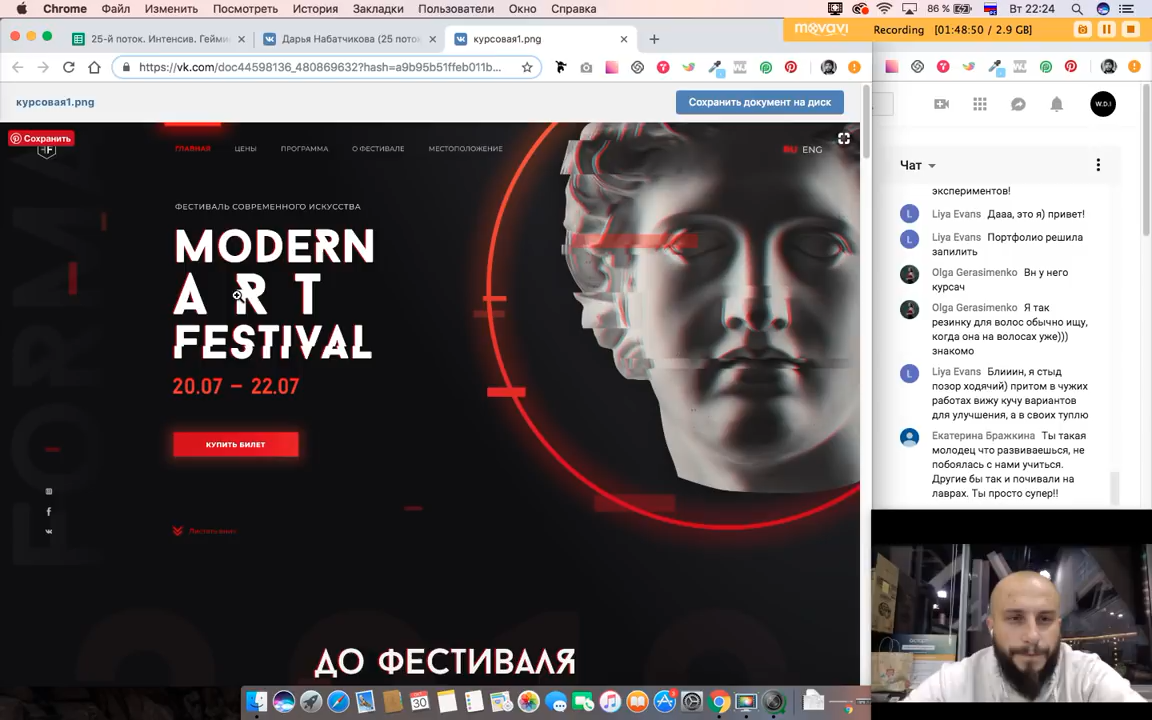 Chrome Файл Изменить Посмотреть История Закладки Пользователи Окно Справка
86 % Вт 22:24
movavi Recording [01:48:50 / 2.9 GB]
25-й поток. Интенсив. Гейми
Дарья Набатчикова (25 пото
курсовая1.png
https://vk.com/doc44598136_480869632?hash=a9b95b51ffeb011b...
курсовая1.png
Сохранить документ на диск
Сохранить
ГЛАВНАЯ ЦЕНЫ ПРОГРАММА О ФЕСТИВАЛЕ МЕСТОПОЛОЖЕНИЕ
RU ENG
ФЕСТИВАЛЬ СОВРЕМЕННОГО ИСКУССТВА
MODERN
ART
FESTIVAL
20.07 – 22.07
КУПИТЬ БИЛЕТ
Листайте вниз
FORMA
ДО ФЕСТИВАЛЯ
W.D.I
Чат
экспериментов!
L Liya Evans Дааа, это я) привет!
L Liya Evans Портфолио решила
запилить
Olga Gerasimenko Вн у него
курсач
Olga Gerasimenko Я так
резинку для волос обычно ищу,
когда она на волосах уже)))
знакомо
L Liya Evans Блииин, я стыд
позор ходячий) притом в чужих
работах вижу кучу вариантов
для улучшения, а в своих туплю
Екатерина Бражкина Ты такая
молодец что развиваешься, не
побоялась с нами учиться.
Другие бы так и почивали на
лаврах. Ты просто супер!!
30